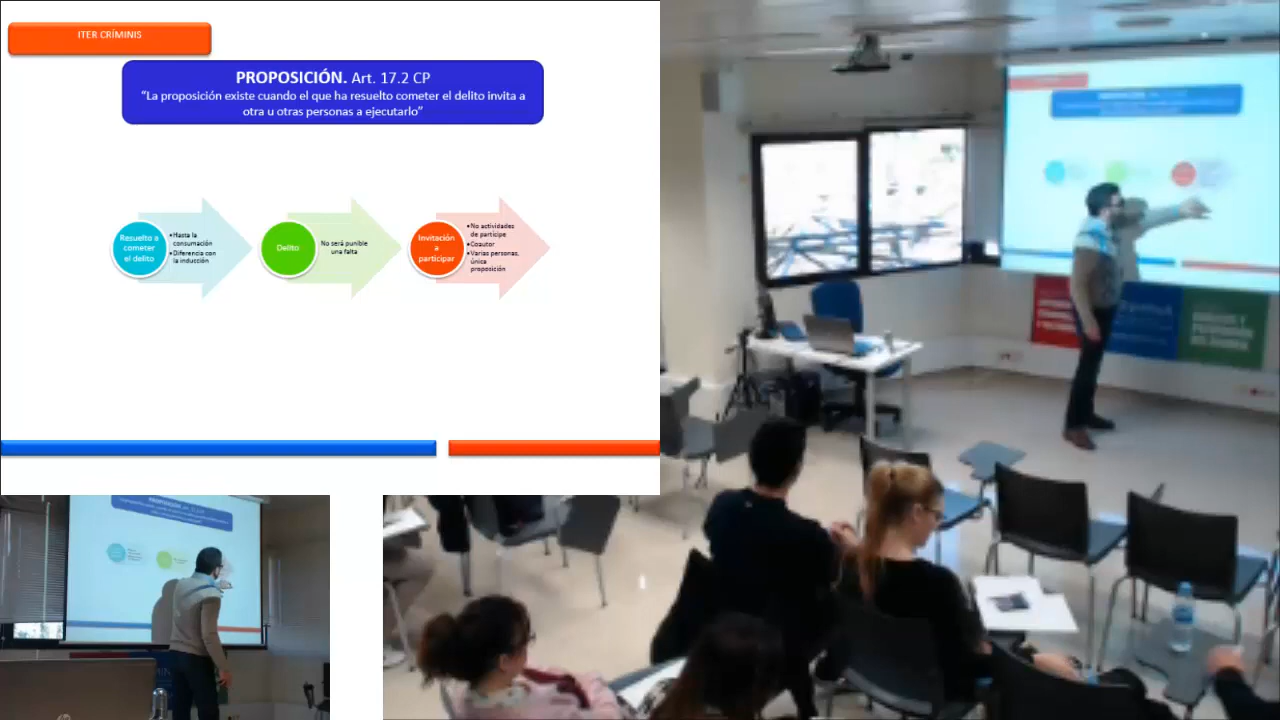 ITER CRÍMINIS
PROPOSICIÓN. Art. 17.2 CP
“La proposición existe cuando el que ha resuelto cometer el delito invita a
otra u otras personas a ejecutarlo”
Resuelto a
cometer
el delito
•Hasta la
consumación
•Diferencia con
la inducción
Delito
No será punible
una falta
Invitación
a
participar
•No actividades
de partícipe
•Coautor
•Varias personas,
única
proposición